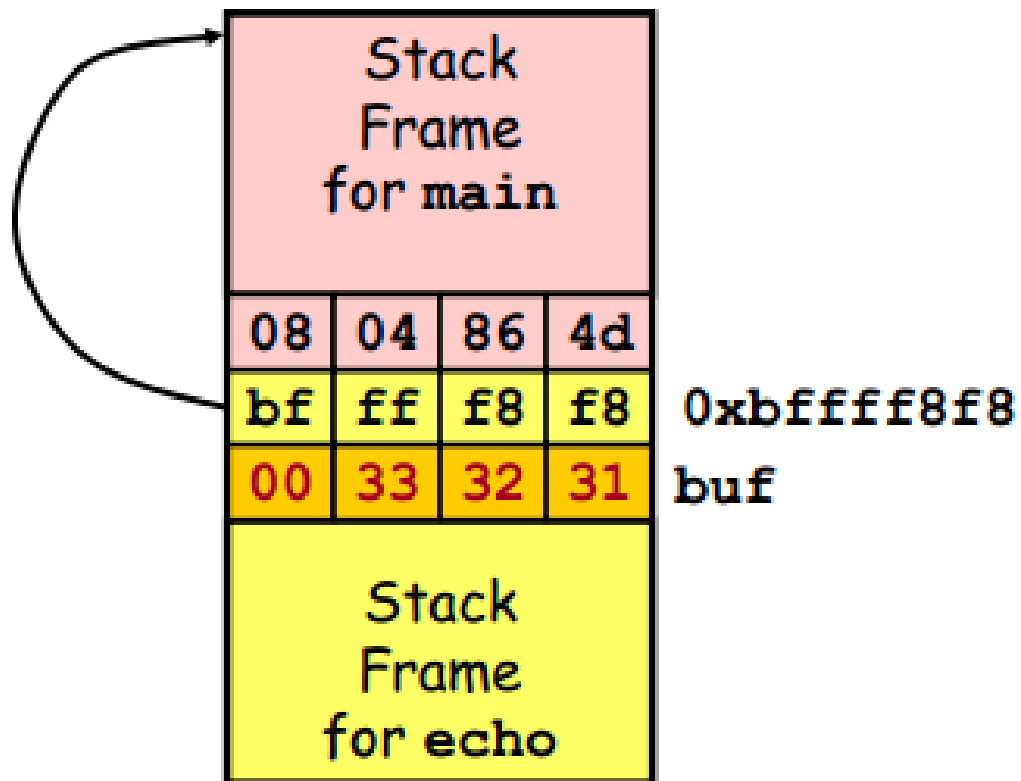 Stack
Frame
for main
08 04 86 4d
bf ff f8 f8 0xbffff8f8
00 33 32 31 buf
Stack
Frame
for echo